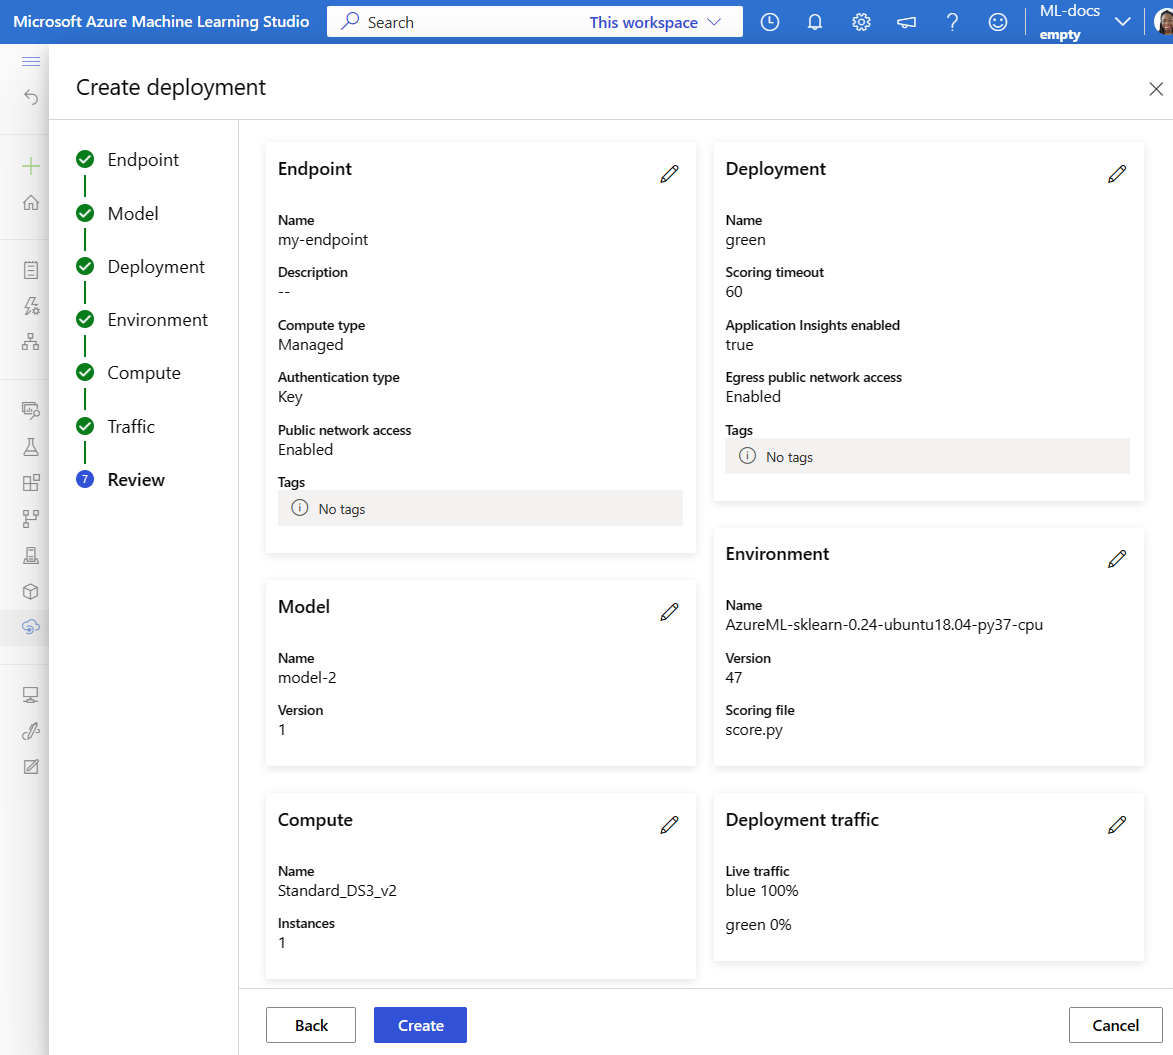 Microsoft Azure Machine Learning Studio
Search
This workspace
ML-docs
empty
Create deployment
Endpoint
Model
Deployment
Environment
Compute
Traffic
7
Review
Endpoint
Name
my-endpoint
Description
--
Compute type
Managed
Authentication type
Key
Public network access
Enabled
Tags
No tags
Model
Name
model-2
Version
1
Compute
Name
Standard_DS3_v2
Instances
1
Deployment
Name
green
Scoring timeout
60
Application Insights enabled
true
Egress public network access
Enabled
Tags
No tags
Environment
Name
AzureML-sklearn-0.24-ubuntu18.04-py37-cpu
Version
47
Scoring file
score.py
Deployment traffic
Live traffic
blue 100%
green 0%
Back
Create
Cancel